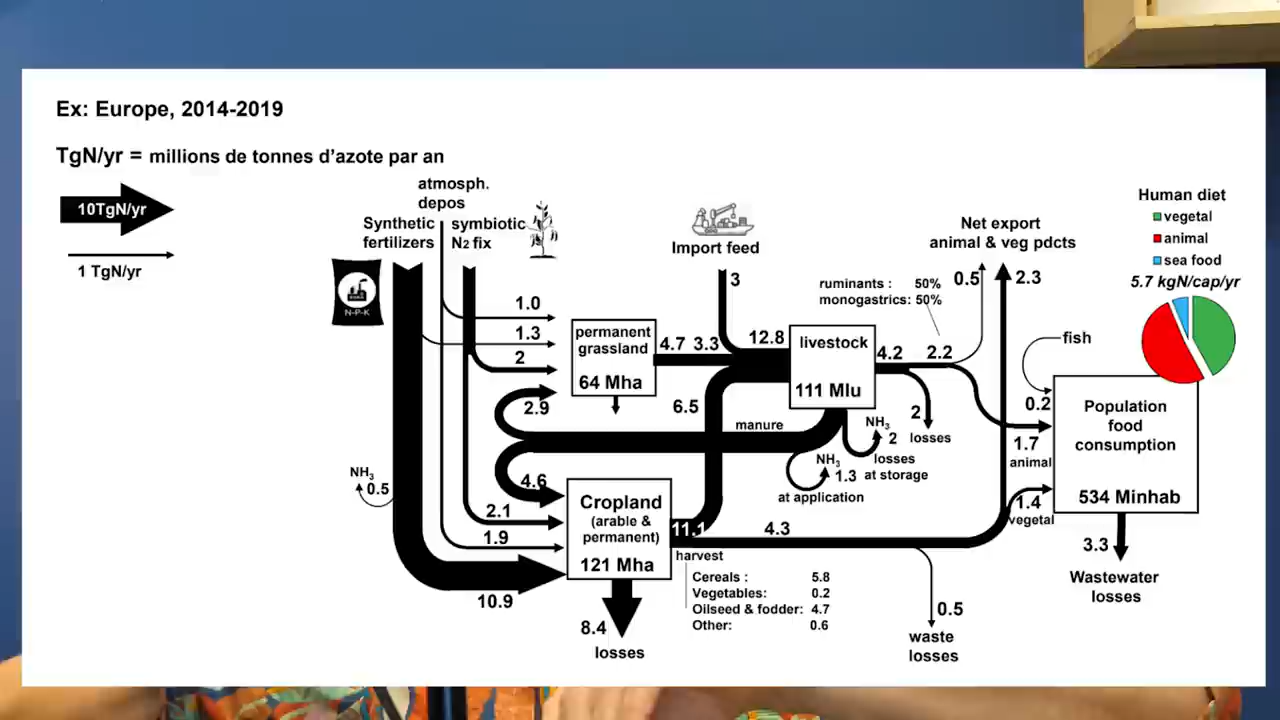 Ex: Europe, 2014-2019
TgN/yr = millions de tonnes d'azote par an
10TgN/yr
1 TgN/yr
atmosph.
depos
Synthetic
fertilizers
symbiotic
N2 fix
N-P-K
Import feed
3
Net export
animal & veg pdcts
0.5
2.3
ruminants : 50%
monogastrics: 50%
Human diet
vegetal
animal
sea food
5.7 kgN/cap/yr
1.0
1.3
2
2.9
permanent
grassland
64 Mha
4.7
3.3
12.8
6.5
livestock
111 Mlu
4.2
2.2
2
losses
fish
0.2
1.7
animal
1.4
vegetal
Population
food
consumption
534 Minhab
3.3
Wastewater
losses
manure
NH3
2
losses
at storage
NH3
1.3
at application
NH3
0.5
4.6
2.1
1.9
10.9
Cropland
(arable &
permanent)
121 Mha
11.1
harvest
4.3
Cereals : 5.8
Vegetables: 0.2
Oilseed & fodder: 4.7
Other: 0.6
0.5
waste
losses
8.4
losses